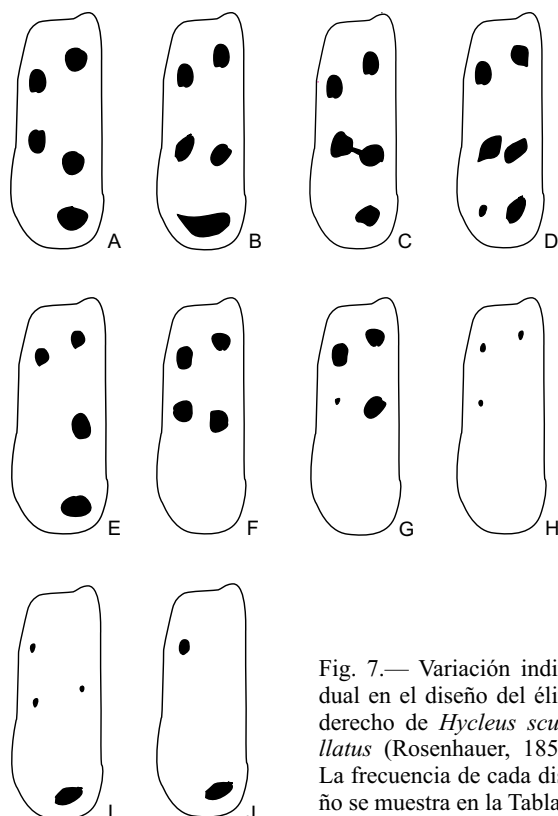 A B C D
E F G H
I J
Fig. 7.— Variación indi
dual en el diseño del éli
derecho de Hycleus scu
llatus (Rosenhauer, 185
La frecuencia de cada dis
ño se muestra en la Tabla